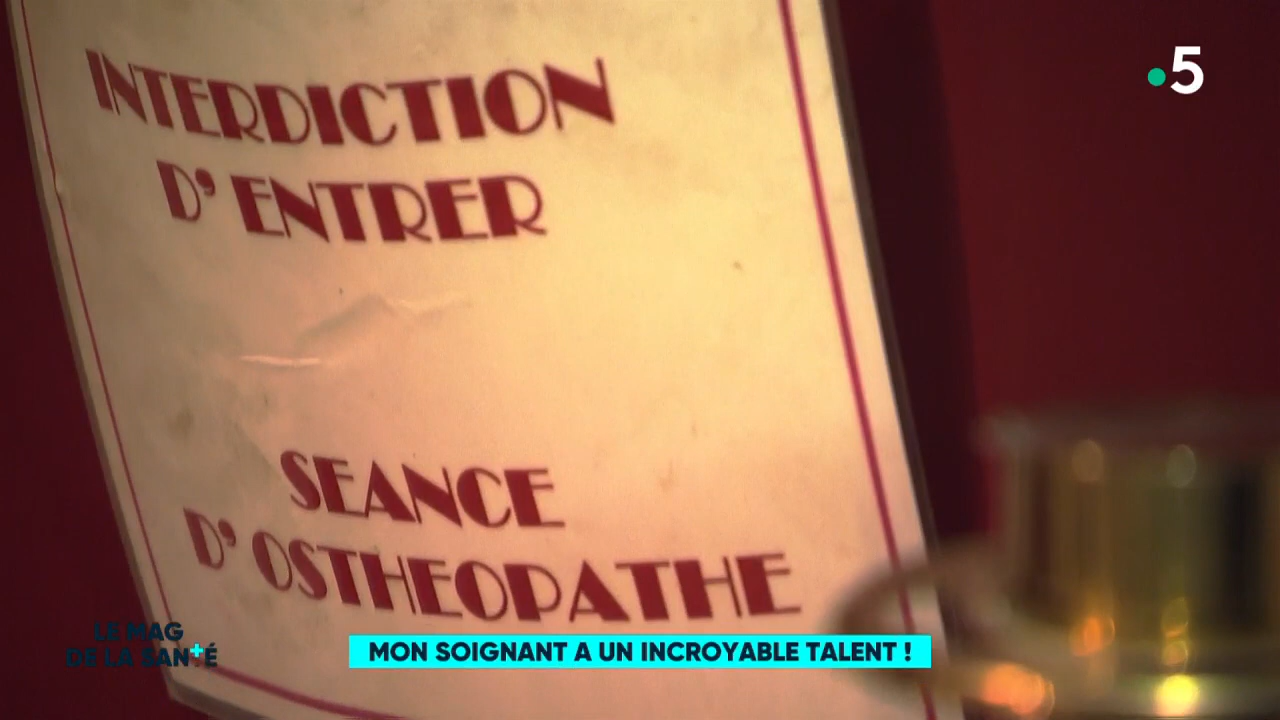 INTERDICTION
D' ENTRER
SEANCE
D' OSTHEOPATHE
5
LE MAG
DE LA SANTÉ
MON SOIGNANT A UN INCROYABLE TALENT !